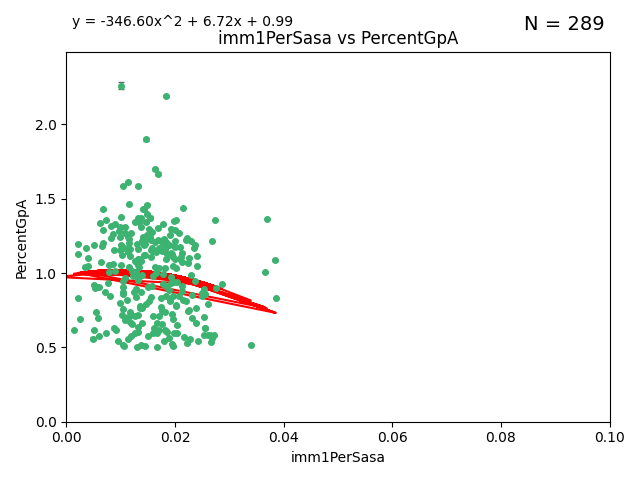 y = -346.60x^2 + 6.72x + 0.99
N = 289
imm1PerSasa vs PercentGpA
PercentGpA
2.0
1.5
1.0
0.5
0.0
0.00 0.02 0.04 0.06 0.08 0.10
imm1PerSasa